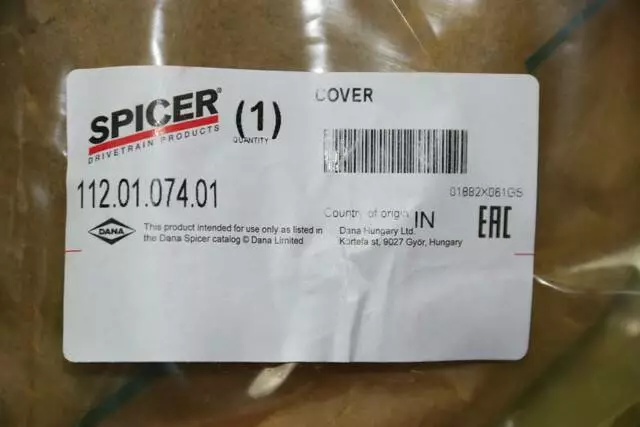 SPICER®
DRIVETRAIN PRODUCTS
(1)
QUANTITY
COVER
112.01.074.01
01882X061GS
DANA
This product intended for use only as listed in
the Dana Spicer catalog © Dana Limited
Country of origin IN
Dana Hungary Ltd.
Kortefa st, 9027 Győr, Hungary
EAC